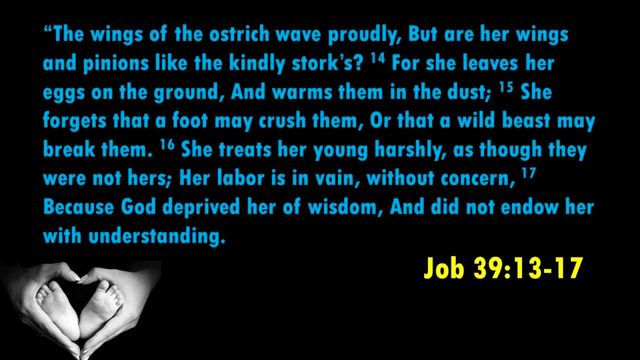 “The wings of the ostrich wave proudly, But are her wings
and pinions like the kindly stork’s? 14 For she leaves her
eggs on the ground, And warms them in the dust; 15 She
forgets that a foot may crush them, Or that a wild beast may
break them. 16 She treats her young harshly, as though they
were not hers; Her labor is in vain, without concern, 17
Because God deprived her of wisdom, And did not endow her
with understanding.
Job 39:13-17